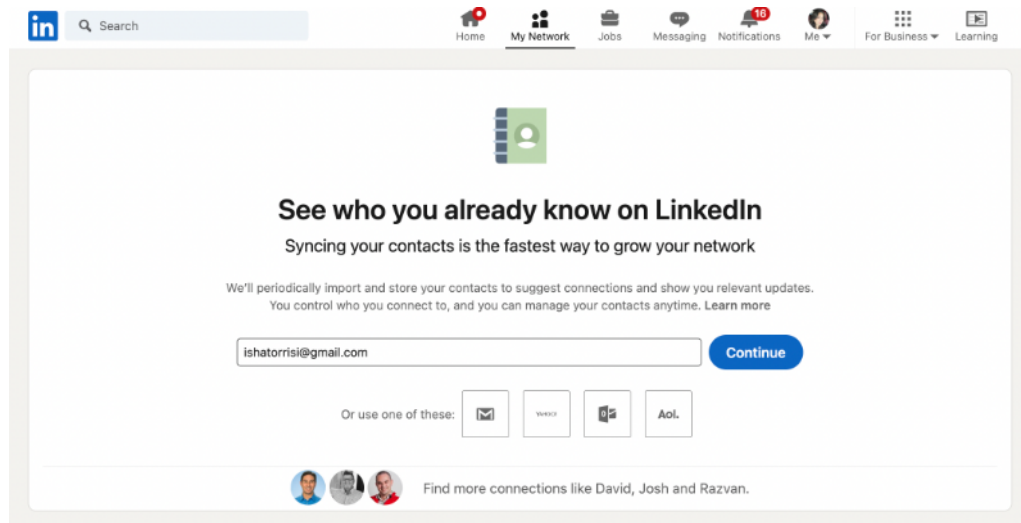 in Search 16
Home My Network Jobs Messaging Notifications Me For Business Learning
See who you already know on LinkedIn
Syncing your contacts is the fastest way to grow your network
We'll periodically import and store your contacts to suggest connections and show you relevant updates.
You control who you connect to, and you can manage your contacts anytime. Learn more
ishatorrisi@gmail.com Continue
Or use one of these: YAHOO! Aol.
Find more connections like David, Josh and Razvan.